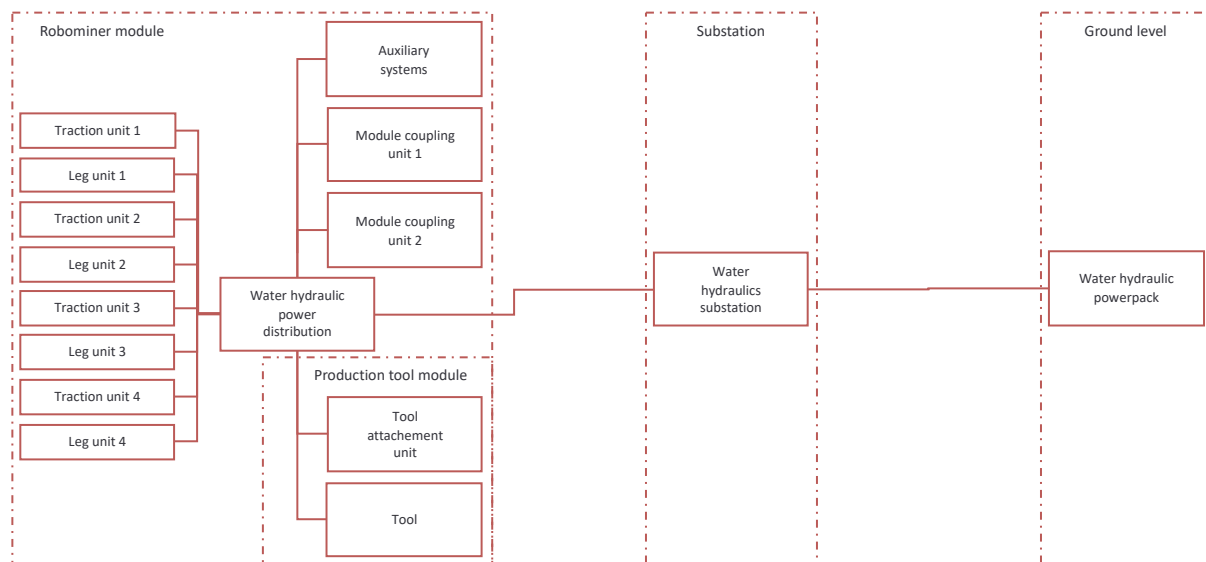 Robominer module
Auxiliary
systems
Module coupling
unit 1
Module coupling
unit 2
Traction unit 1
Leg unit 1
Traction unit 2
Leg unit 2
Traction unit 3
Leg unit 3
Traction unit 4
Leg unit 4
Water hydraulic
power
distribution
Production tool module
Tool
attachement
unit
Tool
Substation
Water
hydraulics
substation
Ground level
Water hydraulic
powerpack